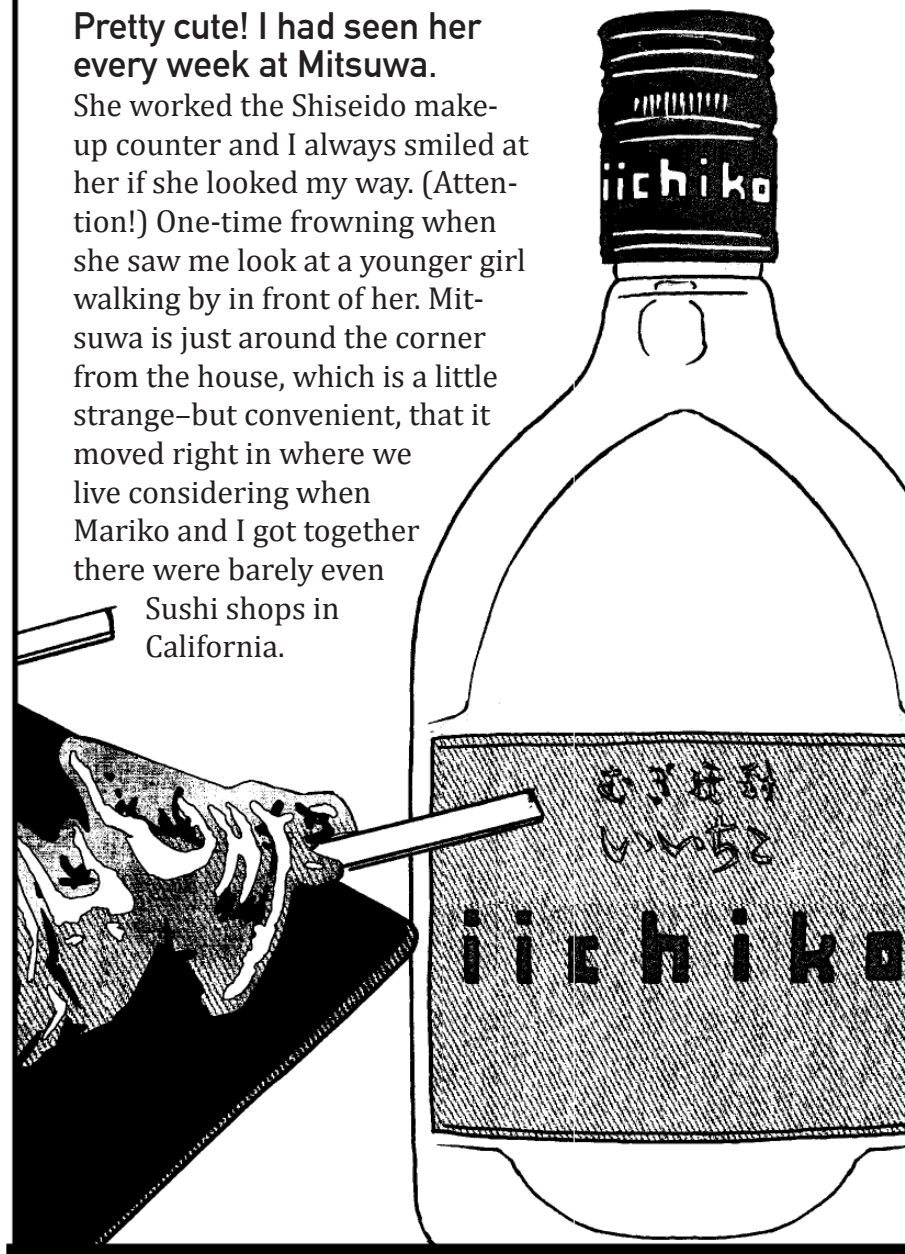 Pretty cute! I had seen her
every week at Mitsuwa.
She worked the Shiseido make-
up counter and I always smiled at
her if she looked my way. (Atten-
tion!) One-time frowning when
she saw me look at a younger girl
walking by in front of her. Mit-
suwa is just around the corner
from the house, which is a little
strange–but convenient, that it
moved right in where we
live considering when
Mariko and I got together
there were barely even
Sushi shops in
California.
iichiko
むぎ焼酎
いいちこ
iichiko